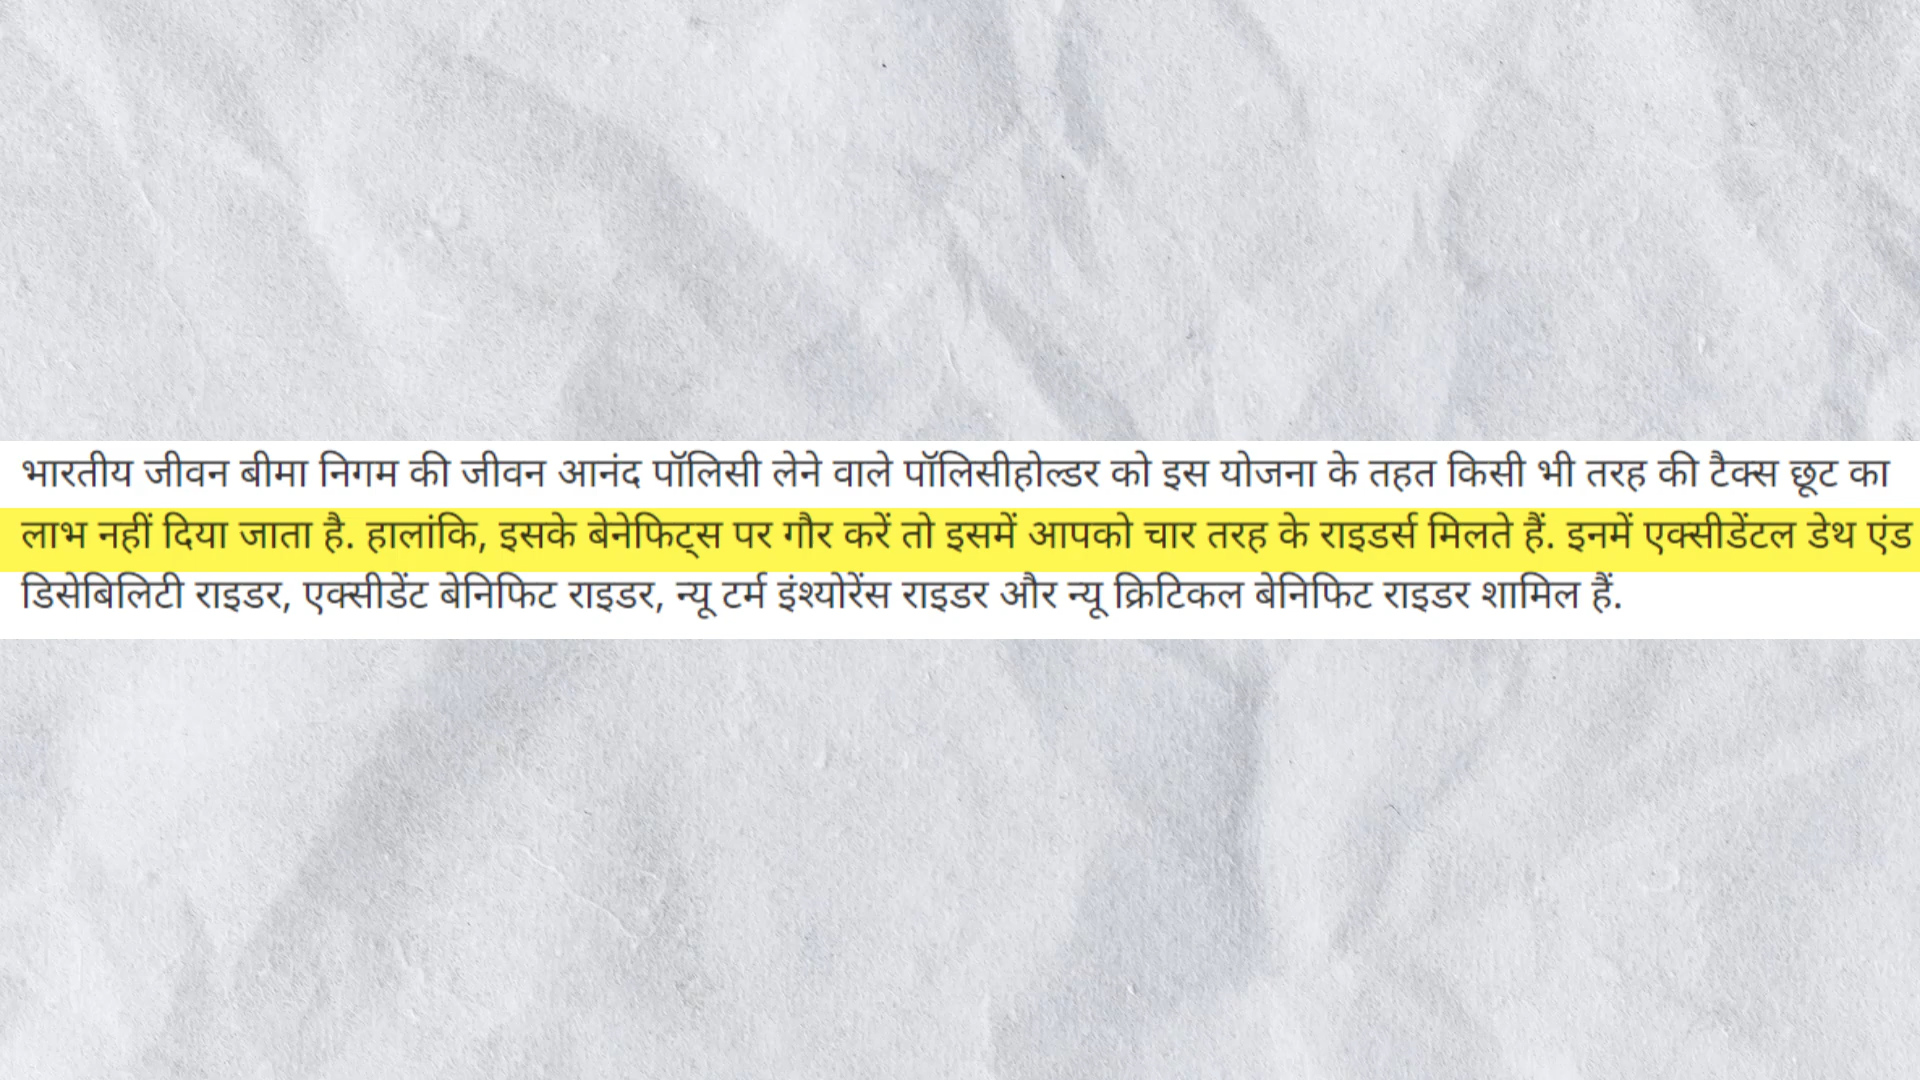 भारतीय जीवन बीमा निगम की जीवन आनंद पॉलिसी लेने वाले पॉलिसीहोल्डर को इस योजना के तहत किसी भी तरह की टैक्स छूट का
लाभ नहीं दिया जाता है. हालांकि, इसके बेनेफिट्स पर गौर करें तो इसमें आपको चार तरह के राइडर्स मिलते हैं. इनमें एक्सीडेंटल डेथ एंड
डिसेबिलिटी राइडर, एक्सीडेंट बेनिफिट राइडर, न्यू टर्म इंश्योरेंस राइडर और न्यू क्रिटिकल बेनिफिट राइडर शामिल हैं.